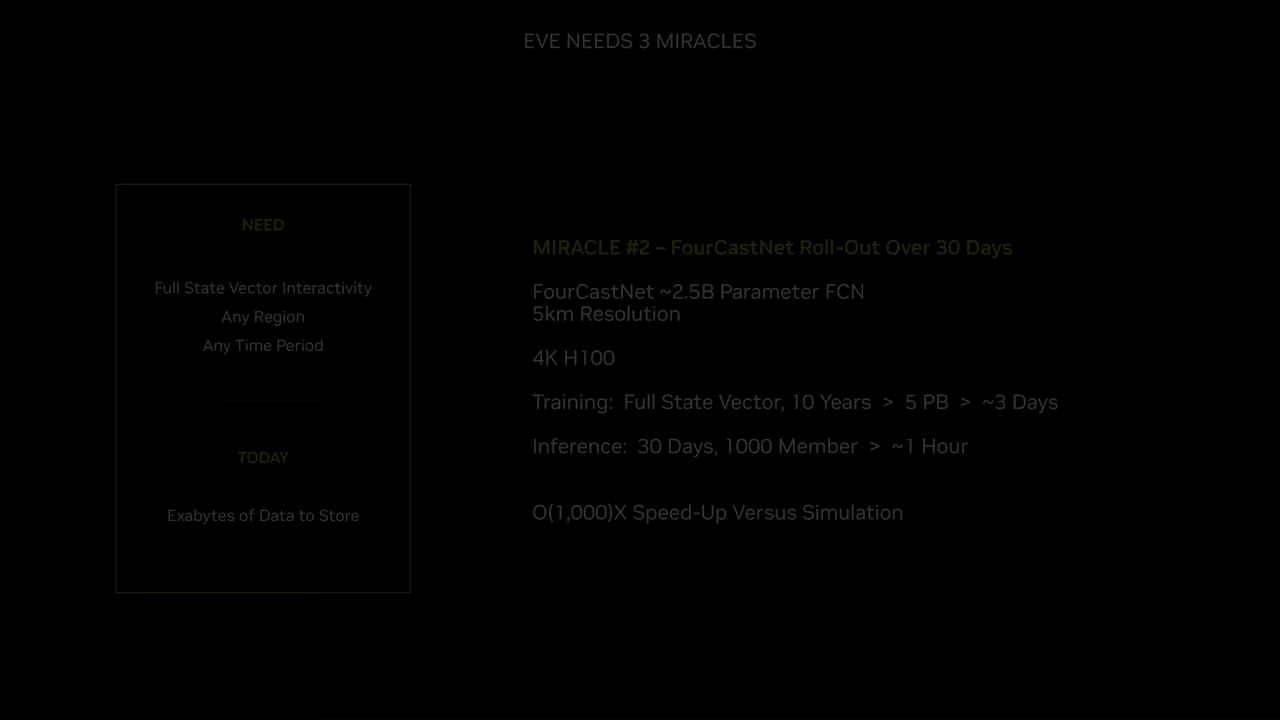 EVE NEEDS 3 MIRACLES
NEED
Full State Vector Interactivity
Any Region
Any Time Period
TODAY
Exabytes of Data to Store
MIRACLE #2 – FourCastNet Roll-Out Over 30 Days
FourCastNet ~2.5B Parameter FCN
5km Resolution
4K H100
Training:  Full State Vector, 10 Years  >  5 PB  >  ~3 Days
Inference:  30 Days, 1000 Member  >  ~1 Hour
O(1,000)X Speed-Up Versus Simulation